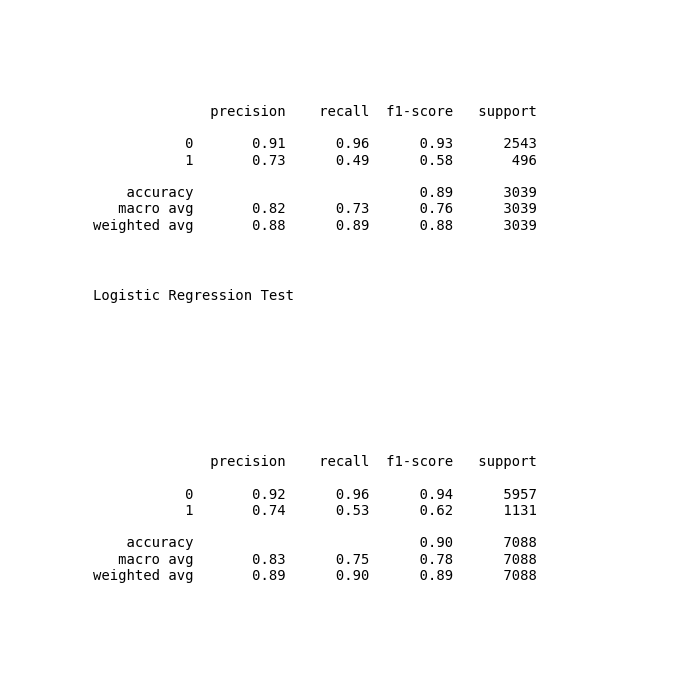 precision recall f1-score support
0 0.91 0.96 0.93 2543
1 0.73 0.49 0.58 496
accuracy 0.89 3039
macro avg 0.82 0.73 0.76 3039
weighted avg 0.88 0.89 0.88 3039
Logistic Regression Test
precision recall f1-score support
0 0.92 0.96 0.94 5957
1 0.74 0.53 0.62 1131
accuracy 0.90 7088
macro avg 0.83 0.75 0.78 7088
weighted avg 0.89 0.90 0.89 7088